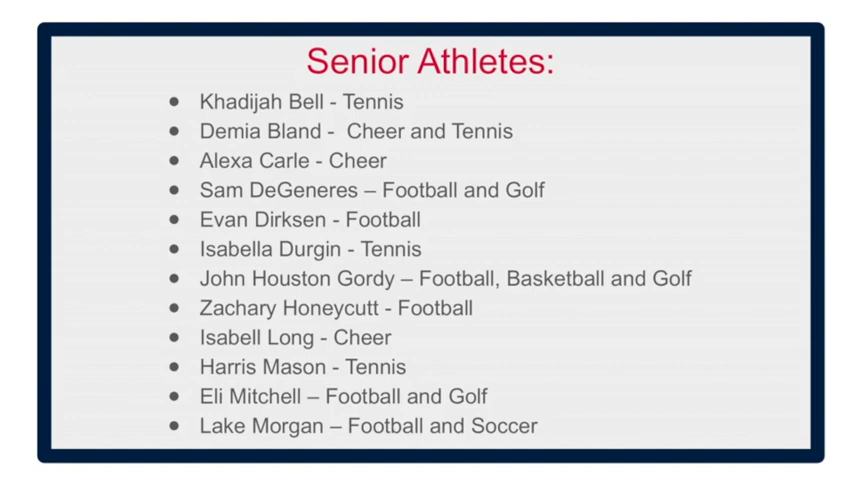 Senior Athletes:
● Khadijah Bell - Tennis
● Demia Bland -  Cheer and Tennis
● Alexa Carle - Cheer
● Sam DeGeneres – Football and Golf
● Evan Dirksen - Football
● Isabella Durgin - Tennis
● John Houston Gordy – Football, Basketball and Golf
● Zachary Honeycutt - Football
● Isabell Long - Cheer
● Harris Mason - Tennis
● Eli Mitchell – Football and Golf
● Lake Morgan – Football and Soccer